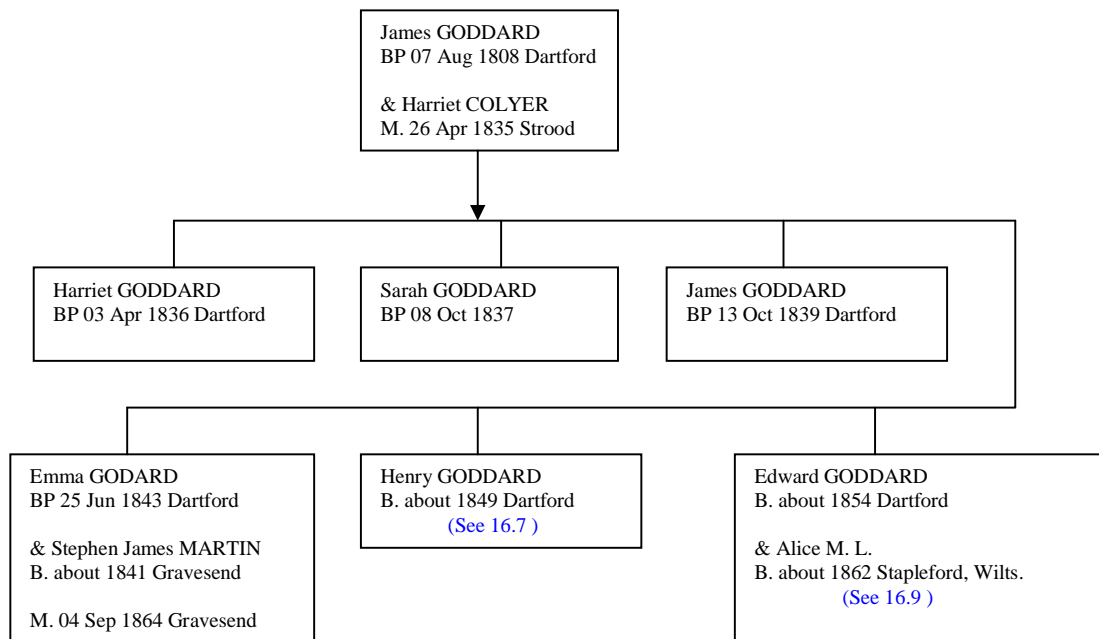 James GODDARD
BP 07 Aug 1808 Dartford
& Harriet COLYER
M. 26 Apr 1835 Strood
Harriet GODDARD
BP 03 Apr 1836 Dartford
Sarah GODDARD
BP 08 Oct 1837
James GODDARD
BP 13 Oct 1839 Dartford
Emma GODARD
BP 25 Jun 1843 Dartford
& Stephen James MARTIN
B. about 1841 Gravesend
M. 04 Sep 1864 Gravesend
Henry GODDARD
B. about 1849 Dartford
(See 16.7 )
Edward GODDARD
B. about 1854 Dartford
& Alice M. L.
B. about 1862 Stapleford, Wilts.
(See 16.9 )